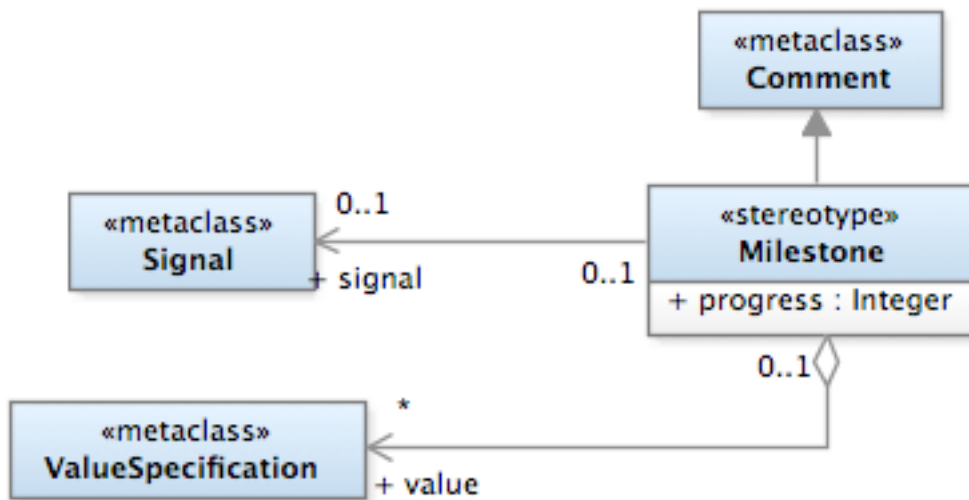 «metaclass»
Comment
«metaclass»
Signal
0..1
+ signal
0..1
«stereotype»
Milestone
+ progress : Integer
0..1
*
«metaclass»
ValueSpecification
+ value